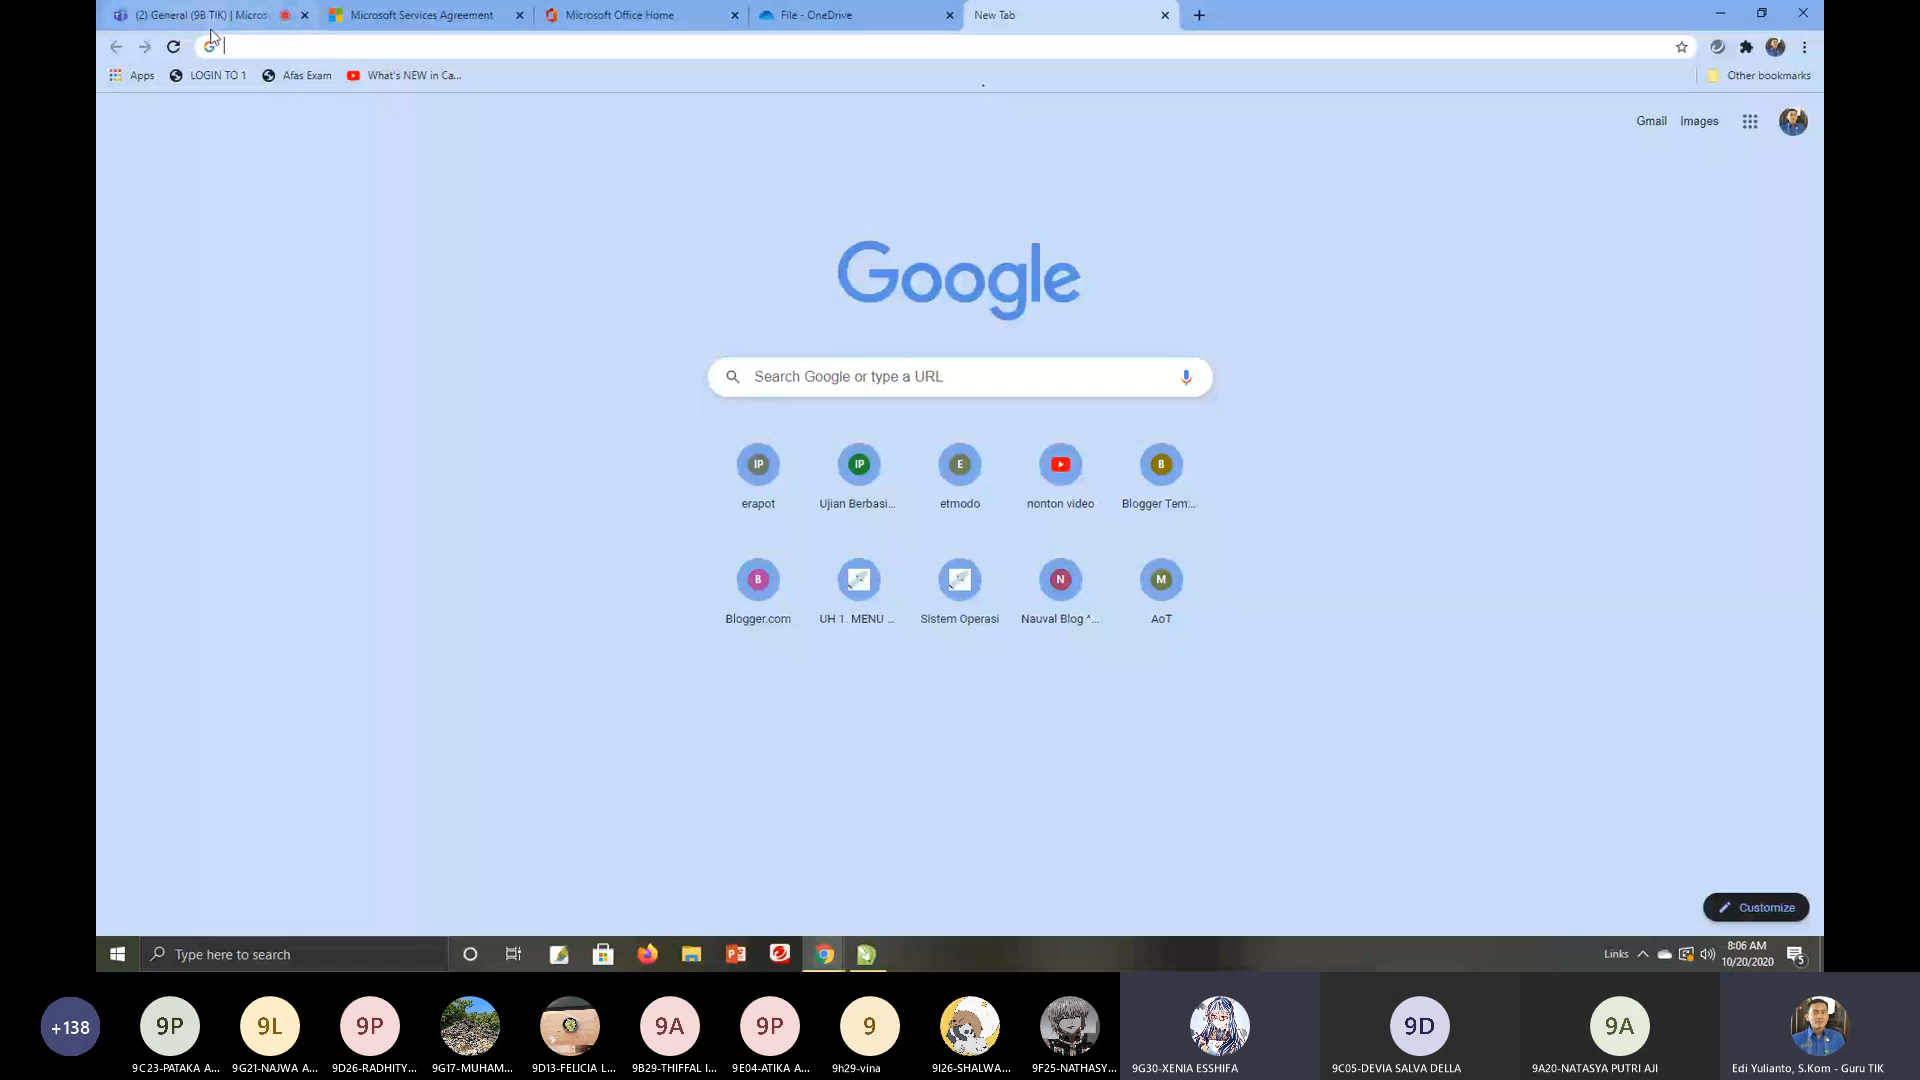 (2) General (9B TIK) | Micros
Microsoft Services Agreement
Microsoft Office Home
File - OneDrive
New Tab
Apps
LOGIN TO 1
Afas Exam
What's NEW in Ca...
Other bookmarks
Gmail
Images
Google
Search Google or type a URL
IP
IP
E
B
erapot
Ujian Berbasi...
etmodo
nonton video
Blogger Tem...
B
N
M
Blogger.com
UH 1. MENU ...
Sistem Operasi
Nauval Blog ^...
AoT
Customize
Type here to search
Links
8:06 AM
10/20/2020
5
+138
9P
9L
9P
9A
9P
9
9D
9A
9C23-PATAKA A...
9G21-NAJWA A...
9D26-RADHITY...
9G17-MUHAM...
9D13-FELICIA L...
9B29-THIFFAL I...
9E04-ATIKA A...
9h29-vina
9I26-SHALWA...
9F25-NATHASY...
9G30-XENIA ESSHIFA
9C05-DEVIA SALVA DELLA
9A20-NATASYA PUTRI AJI
Edi Yulianto, S.Kom - Guru TIK